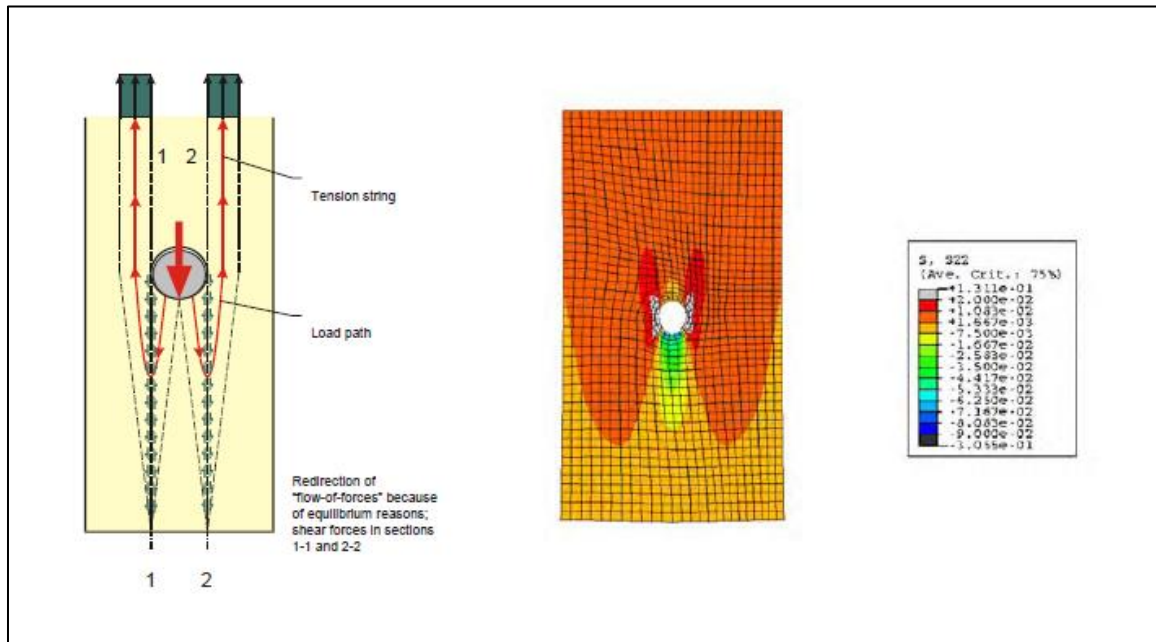 1 2
Tension string
Load path
Redirection of
"flow-of-forces" because
of equilibrium reasons;
shear forces in sections
1-1 and 2-2
1 2
S, S22
(Ave. Crit.: 75%)
+1.311e-01
+2.000e-02
+1.083e-02
+1.667e-03
-7.500e-03
-1.667e-02
-2.583e-02
-3.500e-02
-4.417e-02
-5.333e-02
-6.250e-02
-7.167e-02
-8.083e-02
-9.000e-02